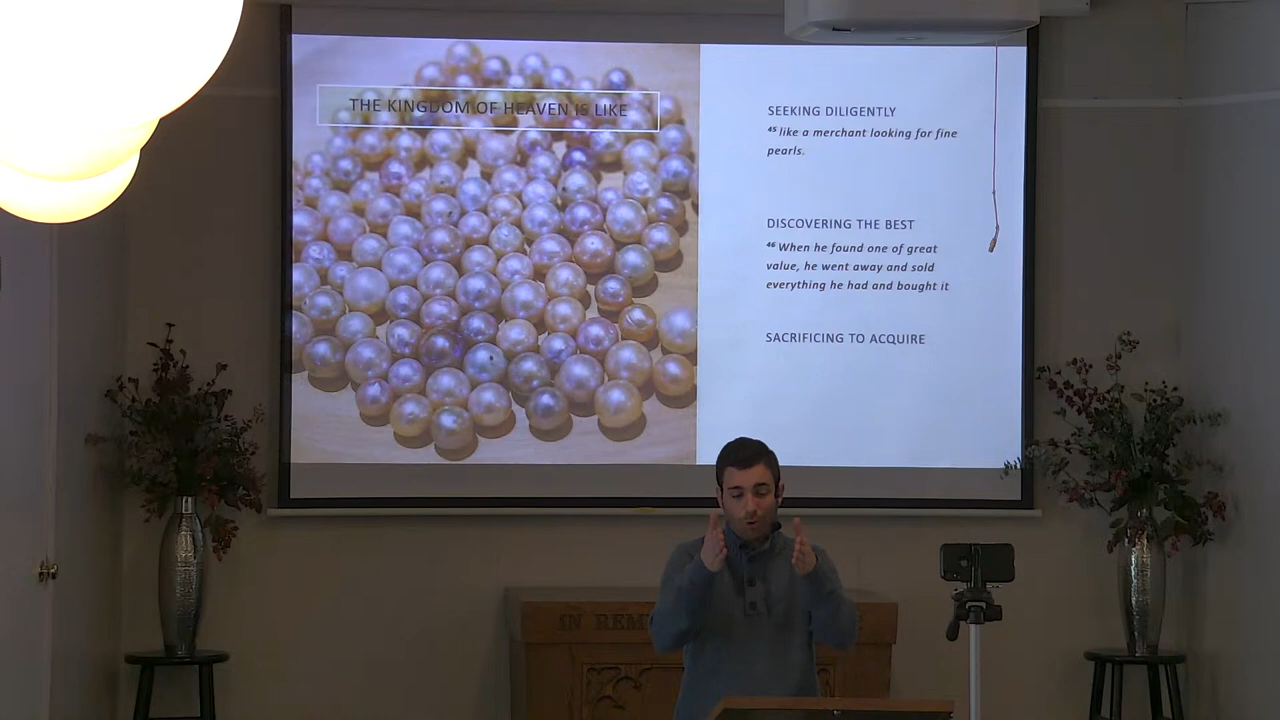 THE KINGDOM OF HEAVEN IS LIKE
SEEKING DILIGENTLY
⁴⁵ like a merchant looking for fine
pearls.
DISCOVERING THE BEST
⁴⁶ When he found one of great
value, he went away and sold
everything he had and bought it
SACRIFICING TO ACQUIRE
IN